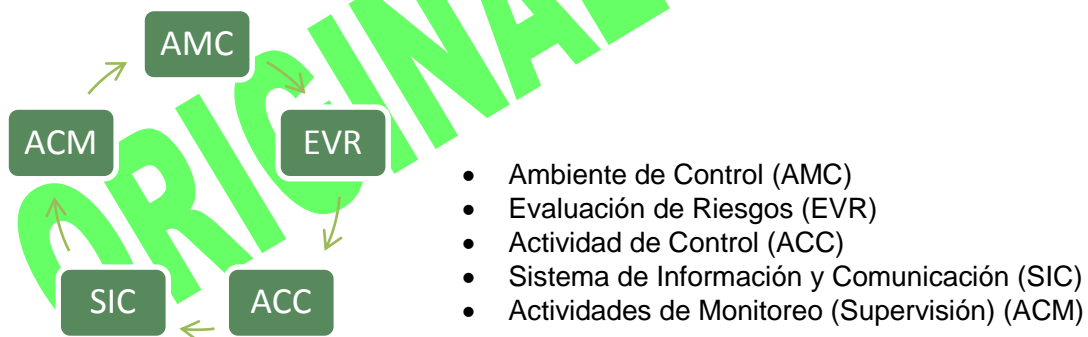 AMC
ACM
EVR
SIC
ACC
• Ambiente de Control (AMC)
• Evaluación de Riesgos (EVR)
• Actividad de Control (ACC)
• Sistema de Información y Comunicación (SIC)
• Actividades de Monitoreo (Supervisión) (ACM)
ORIGINAL